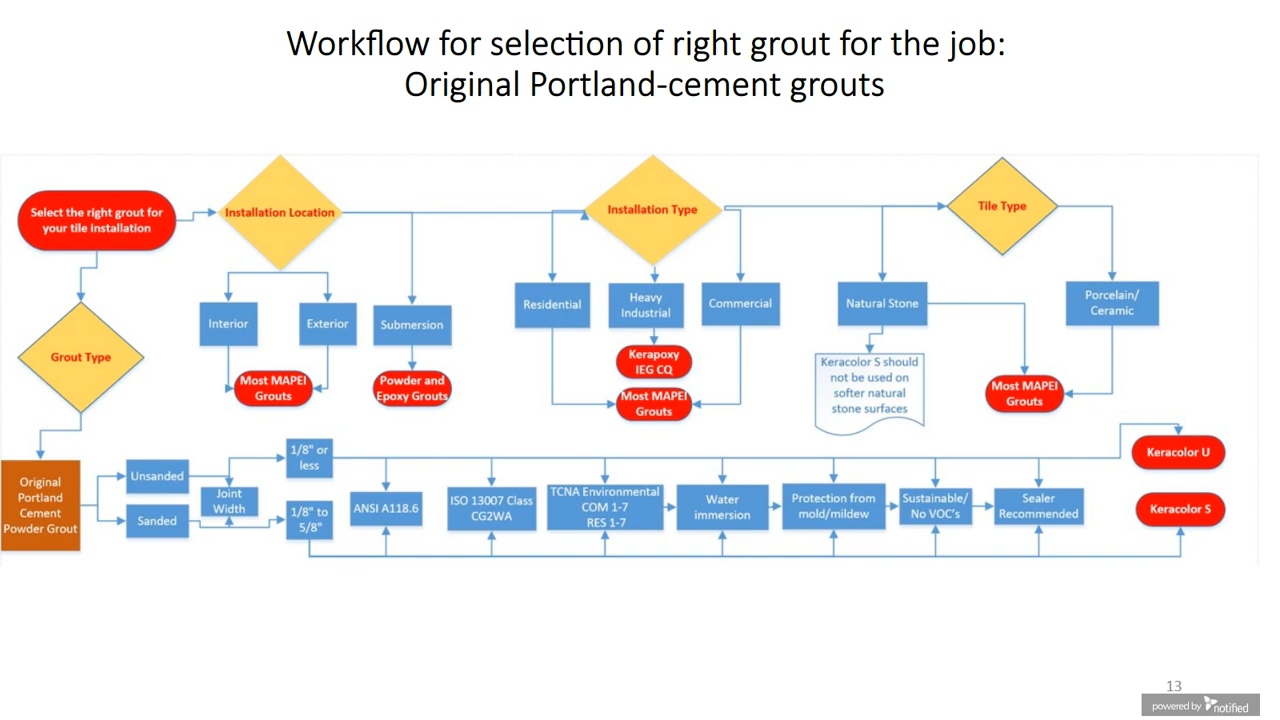 Workflow for selection of right grout for the job:
Original Portland-cement grouts
Select the right grout for
your tile installation
Installation Location
Installation Type
Tile Type
Interior
Exterior
Submersion
Residential
Heavy
Industrial
Commercial
Natural Stone
Porcelain/
Ceramic
Grout Type
Most MAPEI
Grouts
Powder and
Epoxy Grouts
Kerapoxy
IEG CQ
Most MAPEI
Grouts
Keracolor S should
not be used on
softer natural
stone surfaces
Most MAPEI
Grouts
Original
Portland
Cement
Powder Grout
Unsanded
Sanded
Joint
Width
1/8" or
less
1/8" to
5/8"
ANSI A118.6
ISO 13007 Class
CG2WA
TCNA Environmental
COM 1-7
RES 1-7
Water
immersion
Protection from
mold/mildew
Sustainable/
No VOC's
Sealer
Recommended
Keracolor U
Keracolor S
13
powered by notified